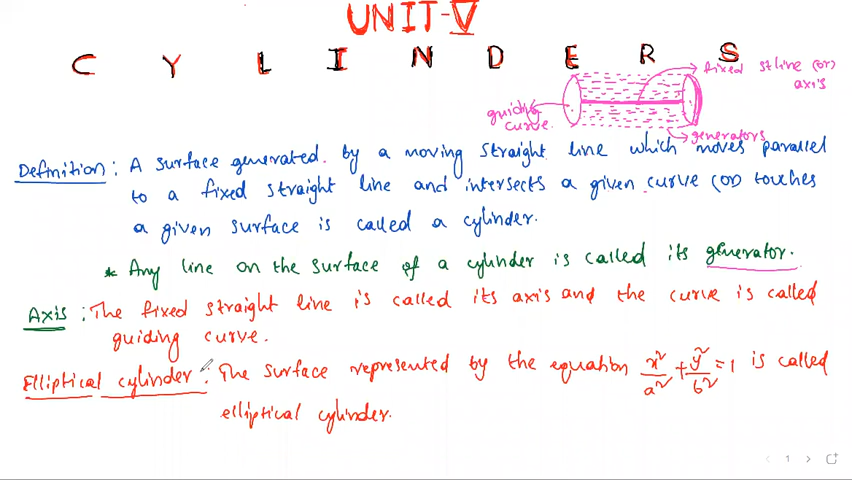 UNIT-V
CYLINDERS
fixed st line (or)
axis
guiding
curve.
generators
Definition: A surface generated. by a moving straight line which moves parallel
to a fixed straight line and intersects a given curve (or) touches
a given surface is called a cylinder.
* Any line on the surface of a cylinder is called its generator.
Axis: The fixed straight line is called its axis and the curve is called
guiding curve.
Elliptical cylinder: The surface represented by the equation x²/a² + y²/b² = 1 is called
elliptical cylinder.
1